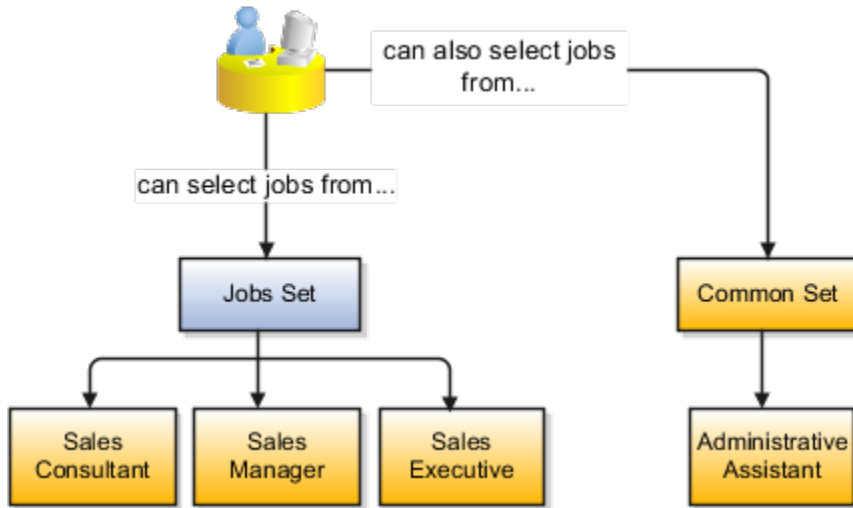 can also select jobs
from...
can select jobs from...
Jobs Set
Common Set
Sales
Consultant
Sales
Manager
Sales
Executive
Administrative
Assistant